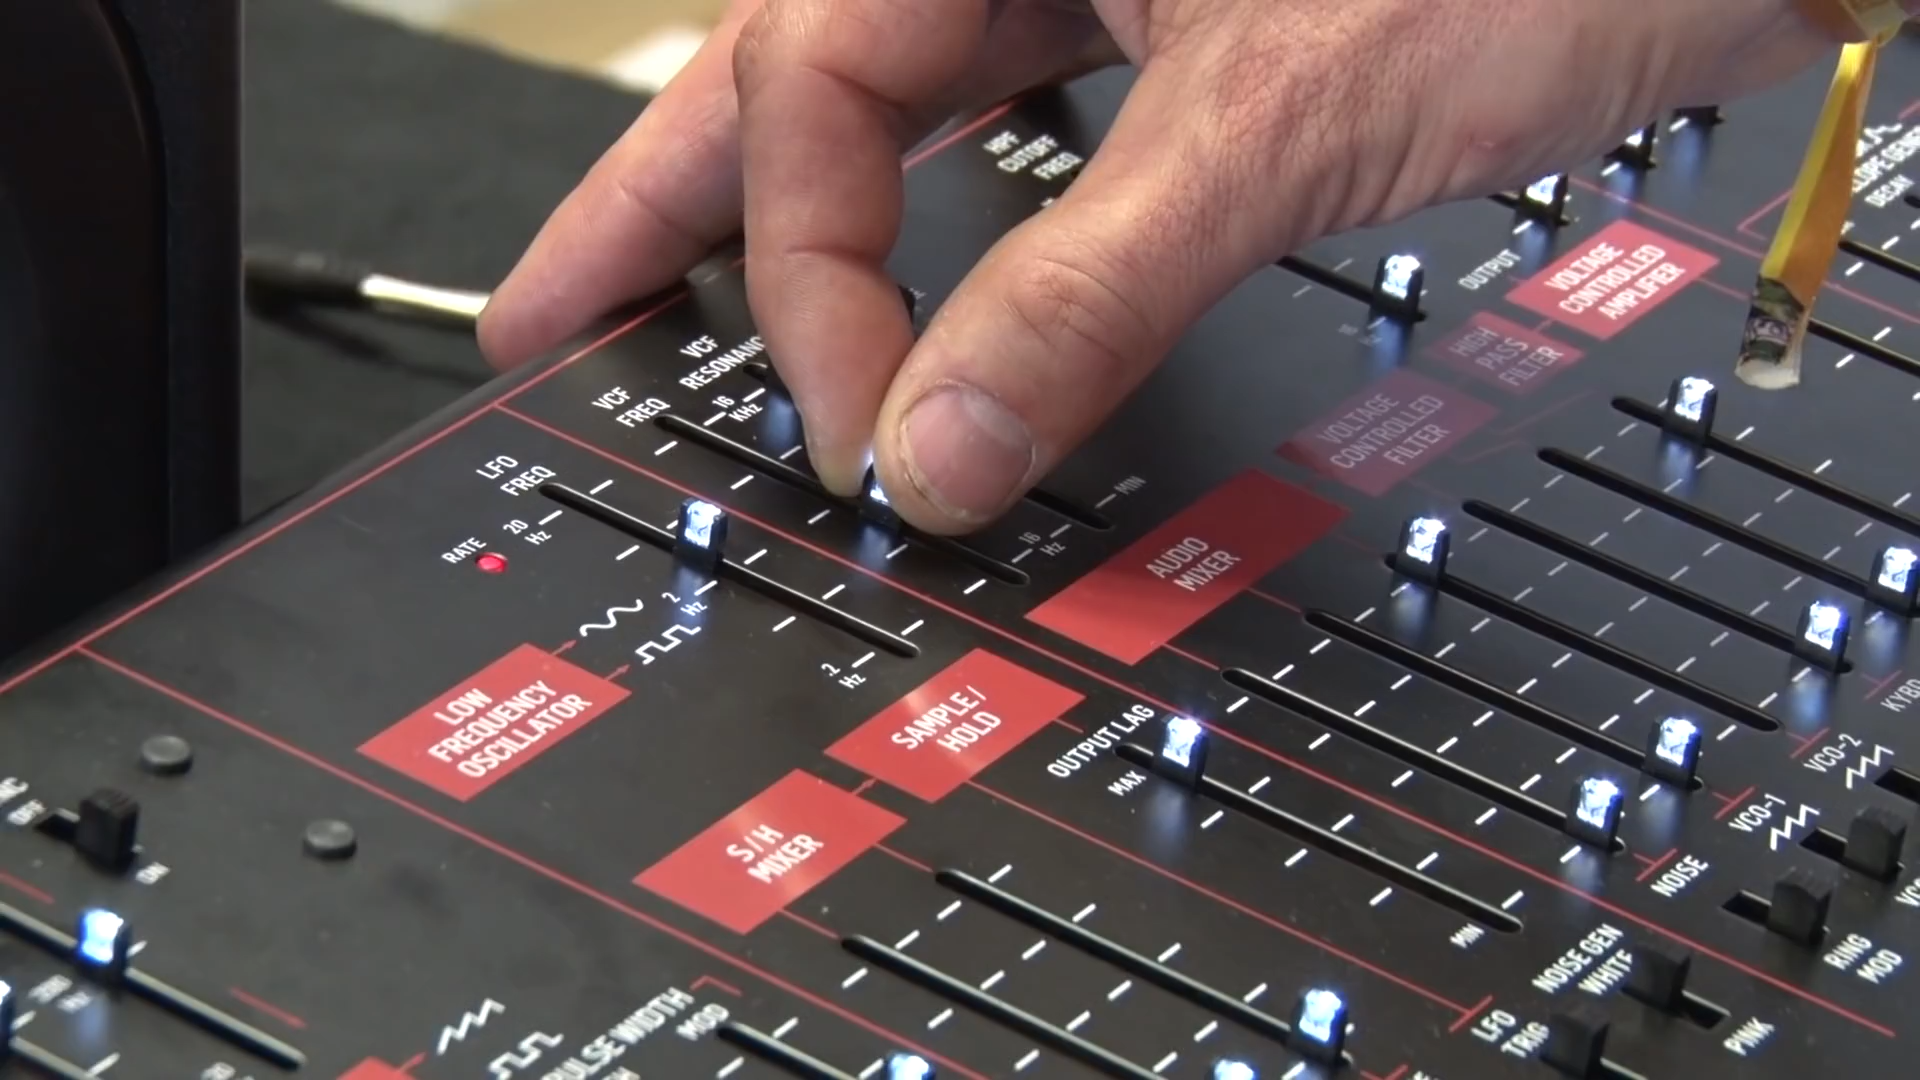 HPF
CUTOFF
FREQ
VCF
RESONANC
VCF
FREQ
16
KHz
LFO
FREQ
20
Hz
RATE
2
Hz
.2
Hz
MIN
16
Hz
OUTPUT
VOLTAGE
CONTROLLED
AMPLIFIER
HIGH
PASS
FILTER
VOLTAGE
CONTROLLED
FILTER
AUDIO
MIXER
DECAY
LOW
FREQUENCY
OSCILLATOR
SAMPLE/
HOLD
S/H
MIXER
OUTPUT LAG
MAX
MIN
KYBD
VCO-2
VCO-1
NOISE
RING
MOD
NOISE GEN
WHITE
PINK
LFO
TRIG
ON
PULSE WIDTH
MOD